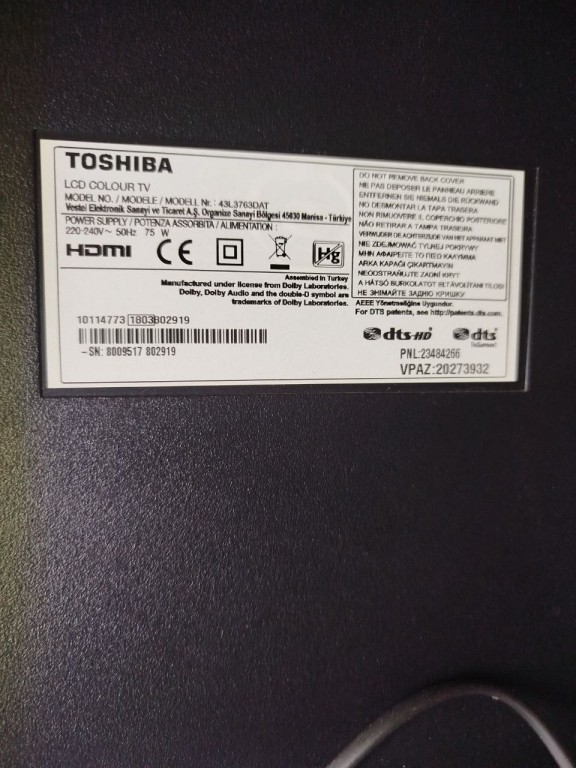 TOSHIBA
LCD COLOUR TV
MODEL NO. / MODELE / MODELL Nr. : 43L3763DAT
Vestel Elektronik Sanayi ve Ticaret A.Ş. Organize Sanayi Bölgesi 45030 Manisa - Türkiye
POWER SUPPLY / POTENZA ASSORBITA / ALIMENTATION :
220-240V~ 50Hz 75 W
HDMI CE Hg
Assembled in Turkey
Manufactured under license from Dolby Laboratories.
Dolby, Dolby Audio and the double-D symbol are
trademarks of Dolby Laboratories.
10114773 1803802919
-SN: 8009517 802919
DO NOT REMOVE BACK COVER
NE PAS DEPOSER LE PANNEAU ARRIERE
ENTFERNEN SIE NIEMALS DIE RÜCKWAND
NO DESMONTAR LA TAPA TRASERA
NON RIMUOVERE IL COPERCHIO POSTERIORE
NÃO RETIRAR A TAMPA TRASEIRA
VERWIJDER DE ACHTERZIJDE VAN HET APPARAAT NIET
NIE ZDEJMOWAĆ TYLNEJ POKRYWY
ΜΗΝ ΑΦΑΙΡΕΙΤΕ ΤΟ ΠΙΣΩ ΚΑΛΥΜΜΑ
ARKA KAPAĞI ÇIKARTMAYIN
NEODSTRAŇUJTE ZADNÍ KRYT
A HÁTSÓ BURKOLATOT ELTÁVOLÍTANI TILOS!
НЕ ЗНІМАЙТЕ ЗАДНЮ КРИШКУ
AEEE Yönetmeliğine Uygundur.
For DTS patents, see http://patents.dts.com.
dts-HD dts
TruSurround
PNL:23484266
VPAZ:20273932